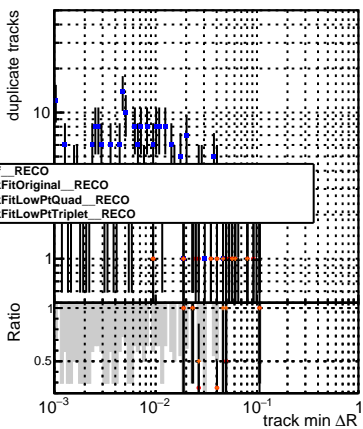 duplicate tracks
10
__RECO
FitOriginal__RECO
FitLowPtQuad__RECO
FitLowPtTriplet__RECO
1
Ratio
1
0.5
10⁻³ 10⁻² 10⁻¹ 1
track min ΔR